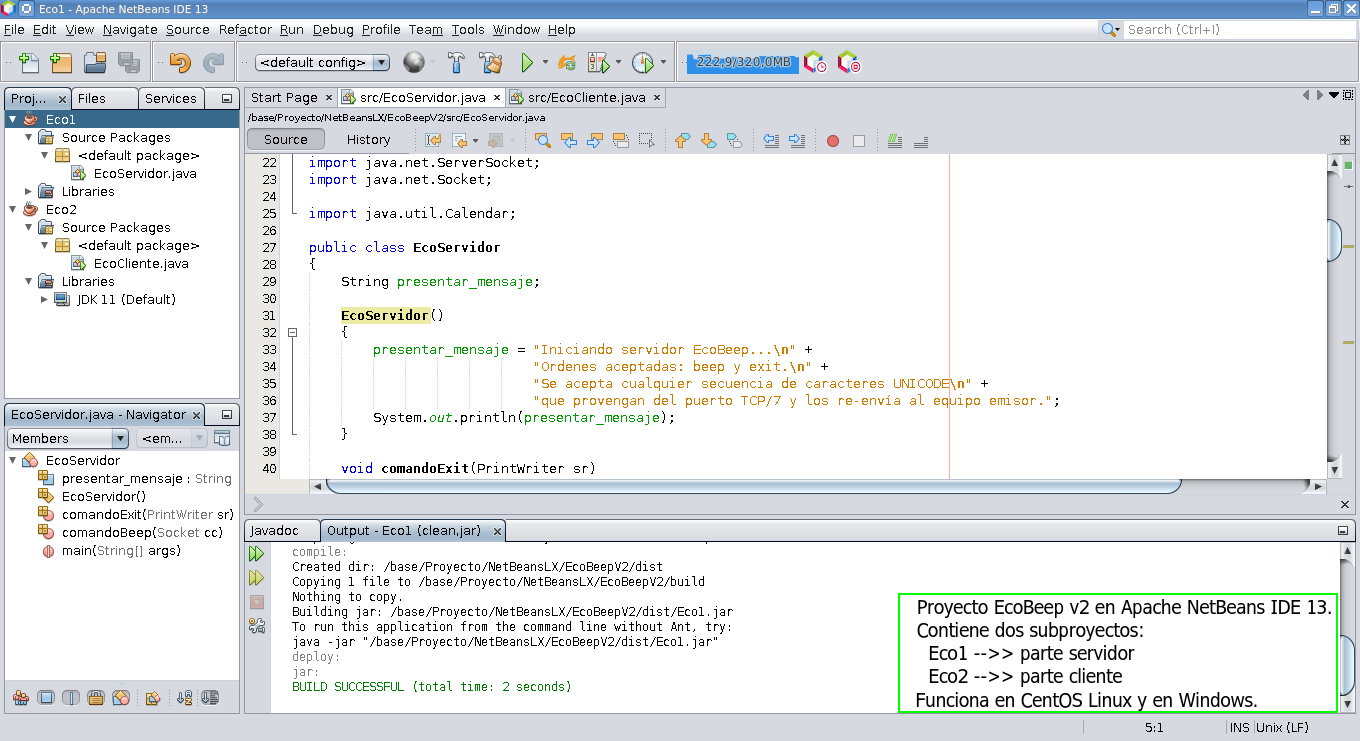 Eco1 - Apache NetBeans IDE 13
File Edit View Navigate Source Refactor Run Debug Profile Team Tools Window Help
Search (Ctrl+I)
<default config>
222,9/320,0MB
Proj... × Files Services
Eco1
Source Packages
<default package>
EcoServidor.java
Libraries
Eco2
Source Packages
<default package>
EcoCliente.java
Libraries
JDK 11 (Default)
EcoServidor.java - Navigator ×
Members <em...
EcoServidor
presentar_mensaje : String
EcoServidor()
comandoExit(PrintWriter sr)
comandoBeep(Socket cc)
main(String[] args)
Start Page × src/EcoServidor.java × src/EcoCliente.java ×
/base/Proyecto/NetBeansLX/EcoBeepV2/src/EcoServidor.java
Source History
22 import java.net.ServerSocket;
23 import java.net.Socket;
24
25 import java.util.Calendar;
26
27 public class EcoServidor
28 {
29 String presentar_mensaje;
30
31 EcoServidor()
32 {
33 presentar_mensaje = "Iniciando servidor EcoBeep...\n" +
34 "Ordenes aceptadas: beep y exit.\n" +
35 "Se acepta cualquier secuencia de caracteres UNICODE\n" +
36 "que provengan del puerto TCP/7 y los re-envía al equipo emisor.";
37 System.out.println(presentar_mensaje);
38 }
39
40 void comandoExit(PrintWriter sr)
Javadoc Output - Eco1 (clean,jar) ×
compile:
Created dir: /base/Proyecto/NetBeansLX/EcoBeepV2/dist
Copying 1 file to /base/Proyecto/NetBeansLX/EcoBeepV2/build
Nothing to copy.
Building jar: /base/Proyecto/NetBeansLX/EcoBeepV2/dist/Eco1.jar
To run this application from the command line without Ant, try:
java -jar "/base/Proyecto/NetBeansLX/EcoBeepV2/dist/Eco1.jar"
deploy:
jar:
BUILD SUCCESSFUL (total time: 2 seconds)
Proyecto EcoBeep v2 en Apache NetBeans IDE 13.
Contiene dos subproyectos:
Eco1 -->> parte servidor
Eco2 -->> parte cliente
Funciona en CentOS Linux y en Windows.
5:1 INS Unix (LF)